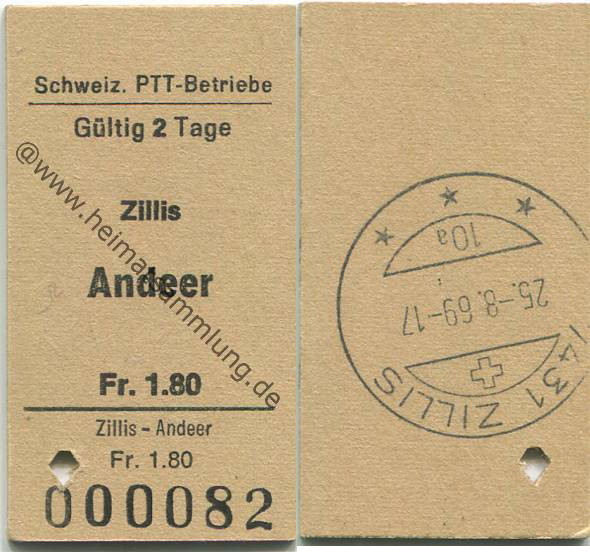 Schweiz. PTT-Betriebe
Gültig 2 Tage
Zillis
Andeer
Fr. 1.80
Zillis - Andeer
Fr. 1.80
000082
@www.heimatsammlung.de
10a
25.-8.69-17
7431 ZILLIS